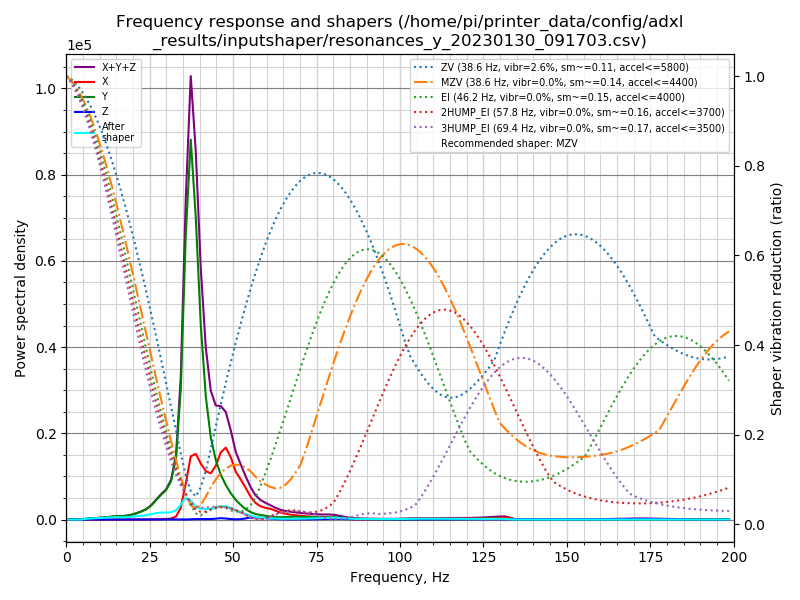 Frequency response and shapers (/home/pi/printer_data/config/adxl
_results/inputshaper/resonances_y_20230130_091703.csv)
1e5
X+Y+Z
X
Y
Z
After
shaper
ZV (38.6 Hz, vibr=2.6%, sm~=0.11, accel<=5800)
MZV (38.6 Hz, vibr=0.0%, sm~=0.14, accel<=4400)
EI (46.2 Hz, vibr=0.0%, sm~=0.15, accel<=4000)
2HUMP_EI (57.8 Hz, vibr=0.0%, sm~=0.16, accel<=3700)
3HUMP_EI (69.4 Hz, vibr=0.0%, sm~=0.17, accel<=3500)
Recommended shaper: MZV
Power spectral density
1.0
0.8
0.6
0.4
0.2
0.0
1.0
0.8
0.6
0.4
0.2
0.0
Shaper vibration reduction (ratio)
0 25 50 75 100 125 150 175 200
Frequency, Hz